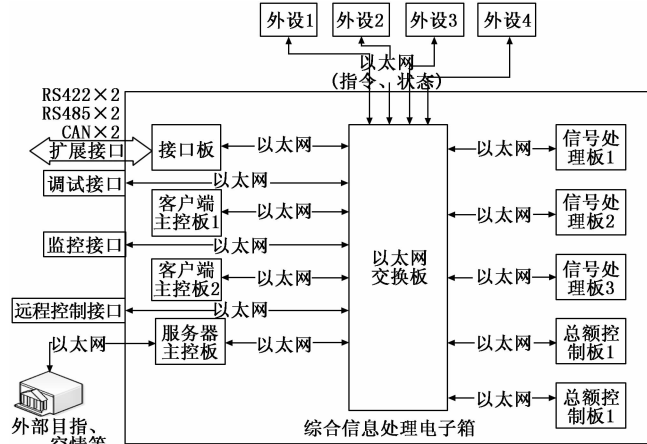 外设1
外设2
外设3
外设4
以太网
(指令、状态)
RS422×2
RS485×2
CAN×2
扩展接口
接口板
以太网
以太网
信号处
理板1
调试接口
以太网
客户端
主控板1
以太网
以太网
信号处
理板2
监控接口
以太网
以太网
交换板
客户端
主控板2
以太网
以太网
信号处
理板3
远程控制接口
以太网
以太网
服务器
主控板
以太网
以太网
总额控
制板1
以太网
总额控
制板1
外部目指、
综合信息处理电子箱